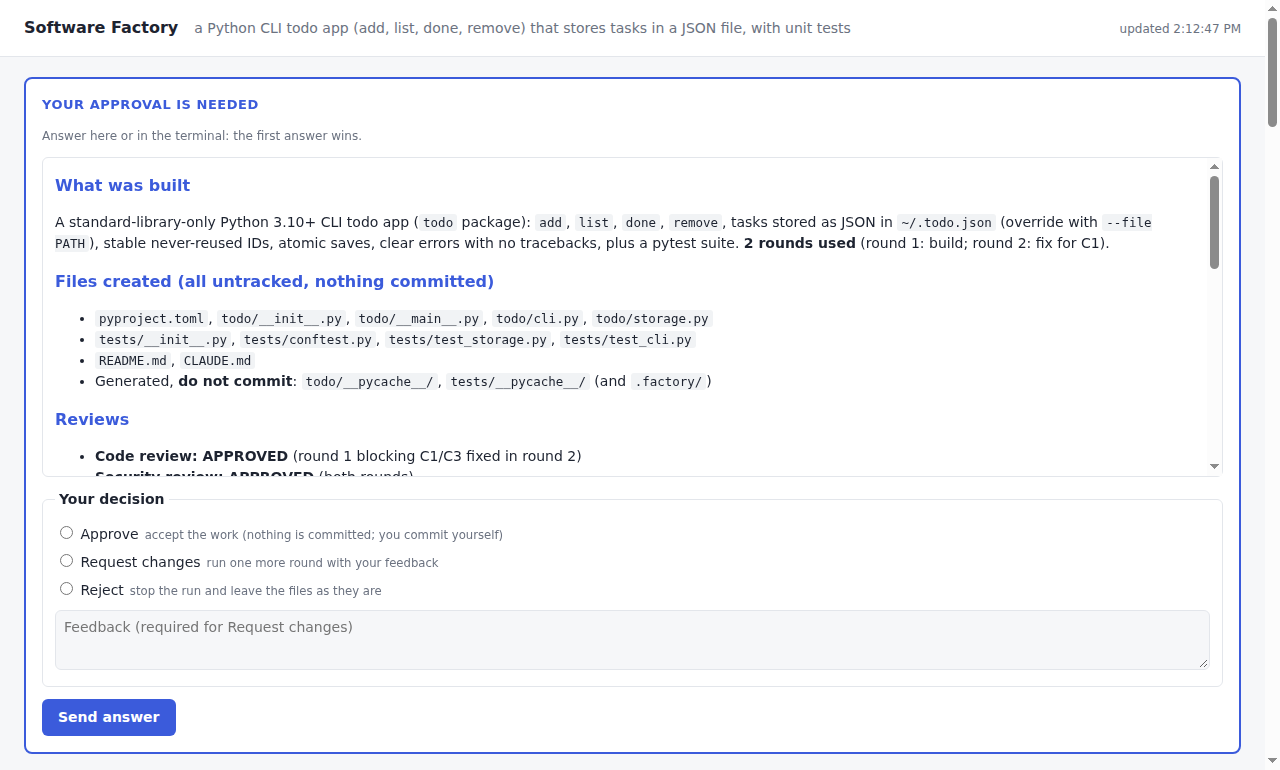 Software Factory a Python CLI todo app (add, list, done, remove) that stores tasks in a JSON file, with unit tests updated 2:12:47 PM
YOUR APPROVAL IS NEEDED
Answer here or in the terminal: the first answer wins.
What was built
A standard-library-only Python 3.10+ CLI todo app ( todo package): add, list, done, remove, tasks stored as JSON in ~/.todo.json (override with --file
PATH), stable never-reused IDs, atomic saves, clear errors with no tracebacks, plus a pytest suite. 2 rounds used (round 1: build; round 2: fix for C1).
Files created (all untracked, nothing committed)
• pyproject.toml, todo/__init__.py, todo/__main__.py, todo/cli.py, todo/storage.py
• tests/__init__.py, tests/conftest.py, tests/test_storage.py, tests/test_cli.py
• README.md, CLAUDE.md
• Generated, do not commit: todo/__pycache__/, tests/__pycache__/ (and .factory/)
Reviews
• Code review: APPROVED (round 1 blocking C1/C3 fixed in round 2)
• Security review: APPROVED (both rounds)
Your decision
Approve accept the work (nothing is committed; you commit yourself)
Request changes run one more round with your feedback
Reject stop the run and leave the files as they are
Feedback (required for Request changes)
Send answer